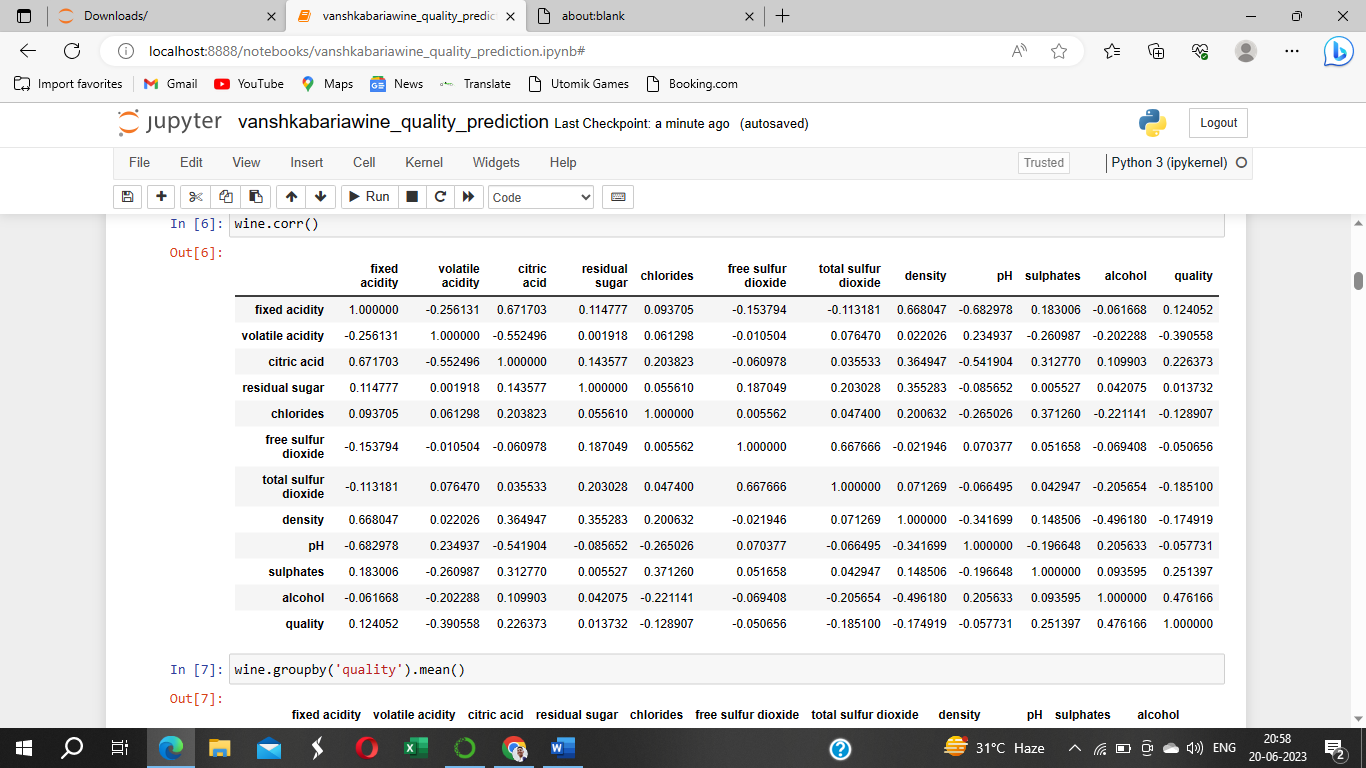 Downloads/
vanshkabariawine_quality_predic
about:blank
localhost:8888/notebooks/vanshkabariawine_quality_prediction.ipynb#
Import favorites Gmail YouTube Maps GE News Translate Utomik Games Booking.com
jupyter vanshkabariawine_quality_prediction Last Checkpoint: a minute ago (autosaved) Logout
File Edit View Insert Cell Kernel Widgets Help Trusted Python 3 (ipykernel)
Run Code
In [6]: wine.corr()
Out[6]:
fixed acidity volatile acidity citric acid residual sugar chlorides free sulfur dioxide total sulfur dioxide density pH sulphates alcohol quality
fixed acidity 1.000000 -0.256131 0.671703 0.114777 0.093705 -0.153794 -0.113181 0.668047 -0.682978 0.183006 -0.061668 0.124052
volatile acidity -0.256131 1.000000 -0.552496 0.001918 0.061298 -0.010504 0.076470 0.022026 0.234937 -0.260987 -0.202288 -0.390558
citric acid 0.671703 -0.552496 1.000000 0.143577 0.203823 -0.060978 0.035533 0.364947 -0.541904 0.312770 0.109903 0.226373
residual sugar 0.114777 0.001918 0.143577 1.000000 0.055610 0.187049 0.203028 0.355283 -0.085652 0.005527 0.042075 0.013732
chlorides 0.093705 0.061298 0.203823 0.055610 1.000000 0.005562 0.047400 0.200632 -0.265026 0.371260 -0.221141 -0.128907
free sulfur dioxide -0.153794 -0.010504 -0.060978 0.187049 0.005562 1.000000 0.667666 -0.021946 0.070377 0.051658 -0.069408 -0.050656
total sulfur dioxide -0.113181 0.076470 0.035533 0.203028 0.047400 0.667666 1.000000 0.071269 -0.066495 0.042947 -0.205654 -0.185100
density 0.668047 0.022026 0.364947 0.355283 0.200632 -0.021946 0.071269 1.000000 -0.341699 0.148506 -0.496180 -0.174919
pH -0.682978 0.234937 -0.541904 -0.085652 -0.265026 0.070377 -0.066495 -0.341699 1.000000 -0.196648 0.205633 -0.057731
sulphates 0.183006 -0.260987 0.312770 0.005527 0.371260 0.051658 0.042947 0.148506 -0.196648 1.000000 0.093595 0.251397
alcohol -0.061668 -0.202288 0.109903 0.042075 -0.221141 -0.069408 -0.205654 -0.496180 0.205633 0.093595 1.000000 0.476166
quality 0.124052 -0.390558 0.226373 0.013732 -0.128907 -0.050656 -0.185100 -0.174919 -0.057731 0.251397 0.476166 1.000000
In [7]: wine.groupby('quality').mean()
Out[7]:
fixed acidity volatile acidity citric acid residual sugar chlorides free sulfur dioxide total sulfur dioxide density pH sulphates alcohol
31°C Haze ENG 20:58
20-06-2023 2